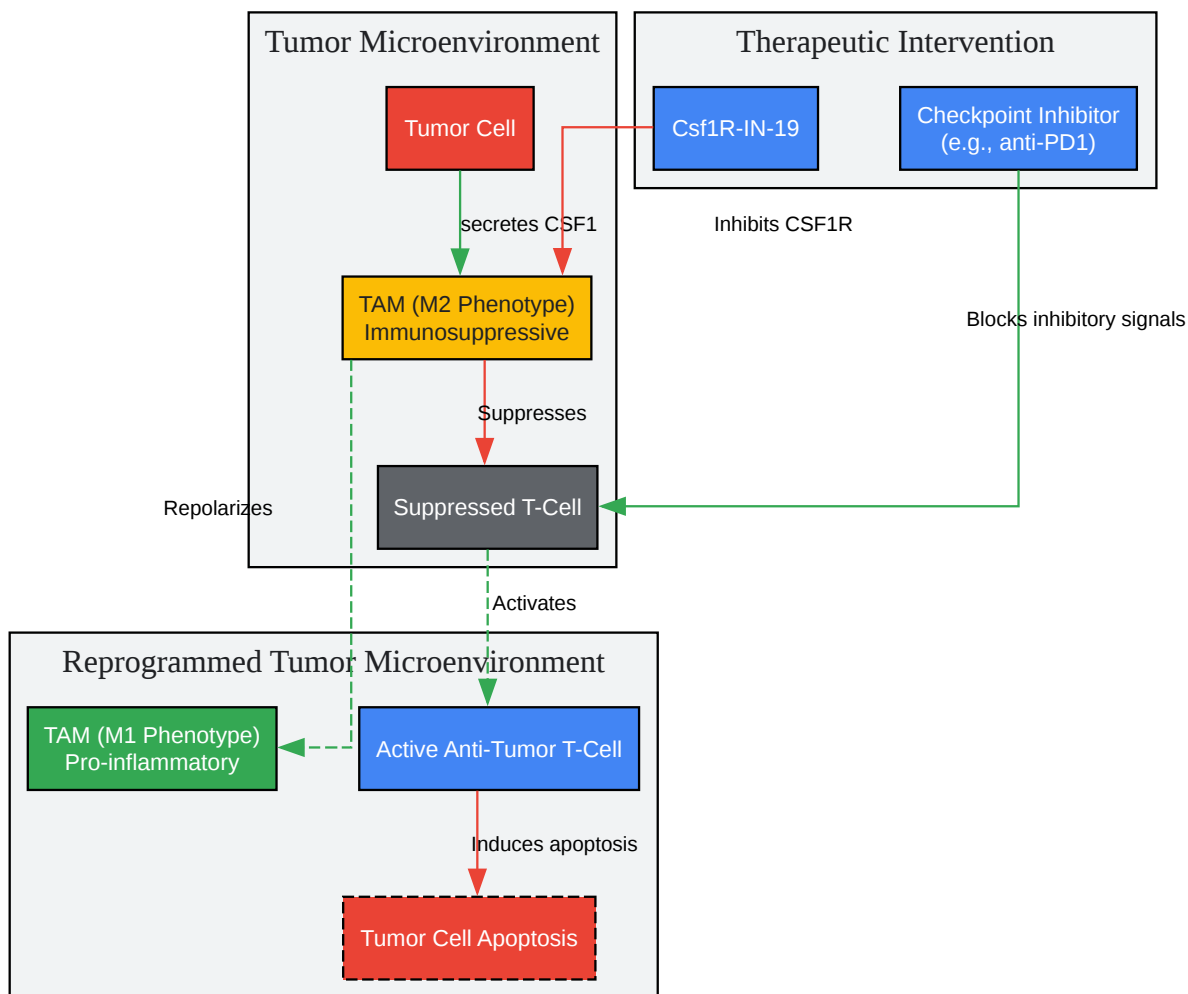 Tumor Microenvironment
Therapeutic Intervention
Tumor Cell
Csf1R-IN-19
Checkpoint Inhibitor
(e.g., anti-PD1)
secretes CSF1
Inhibits CSF1R
TAM (M2 Phenotype)
Immunosuppressive
Blocks inhibitory signals
Suppresses
Suppressed T-Cell
Repolarizes
Activates
Reprogrammed Tumor Microenvironment
TAM (M1 Phenotype)
Pro-inflammatory
Active Anti-Tumor T-Cell
Induces apoptosis
Tumor Cell Apoptosis